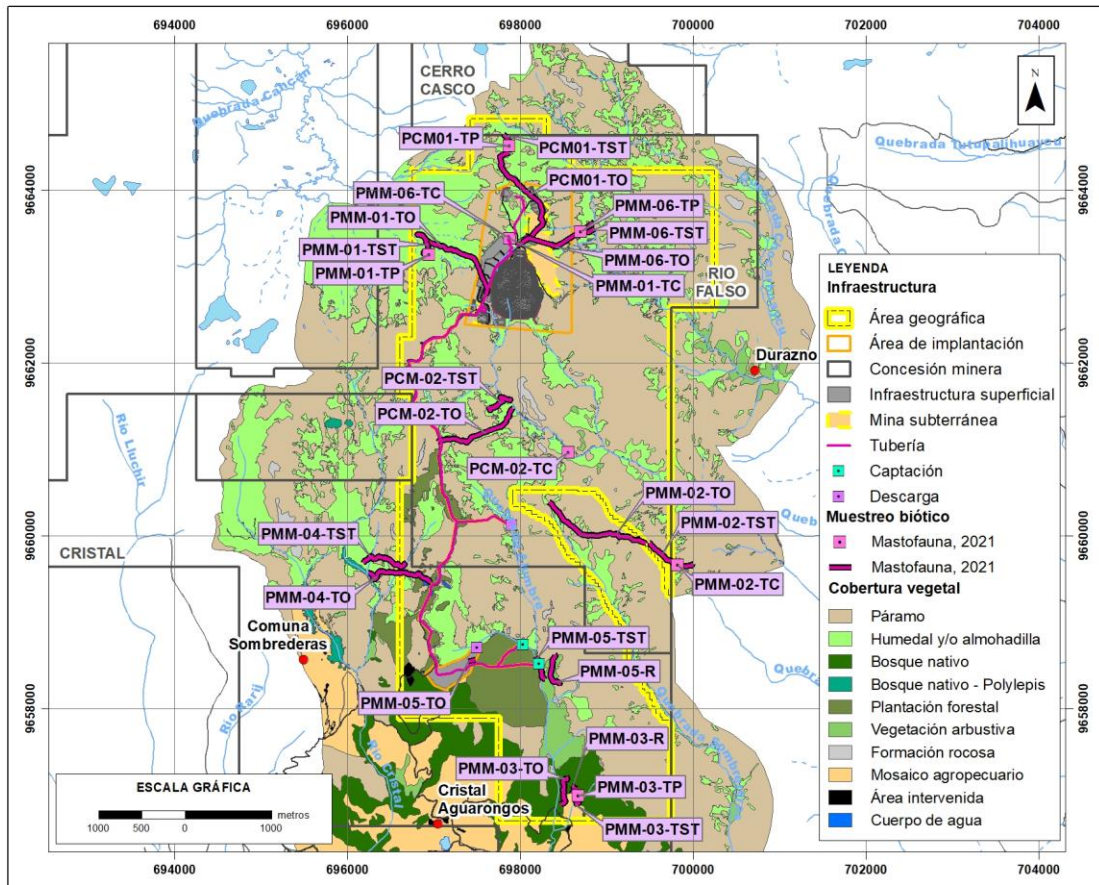 694000
696000
698000
700000
702000
704000
CERRO
CASCO
N
Quebrada Cancán
PCM01-TP
PCM01-TST
Quebrada Tutupalihuayco
9664000
9664000
PMM-06-TC
PCM01-TO
PMM-01-TO
PMM-06-TP
PMM-01-TST
PMM-06-TST
PMM-01-TP
PMM-06-TO
PMM-01-TC
RIO
FALSO
Durazno
9662000
9662000
PCM-02-TST
PCM-02-TO
Río Lluchir
PCM-02-TC
PMM-02-TO
PMM-02-TST
9660000
9660000
CRISTAL
PMM-04-TST
PMM-02-TC
PMM-04-TO
Comuna
Sombrederas
PMM-05-TST
PMM-05-R
PMM-05-TO
9658000
9658000
Río Cristal
PMM-03-R
PMM-03-TO
PMM-03-TP
Cristal
Aguarongos
PMM-03-TST
ESCALA GRÁFICA
1000 500 0 1000 metros
LEYENDA
Infraestructura
Área geográfica
Área de implantación
Concesión minera
Infraestructura superficial
Mina subterránea
Tubería
Captación
Descarga
Muestreo biótico
Mastofauna, 2021
Mastofauna, 2021
Cobertura vegetal
Páramo
Humedal y/o almohadilla
Bosque nativo
Bosque nativo - Polylepis
Plantación forestal
Vegetación arbustiva
Formación rocosa
Mosaico agropecuario
Área intervenida
Cuerpo de agua
694000
696000
698000
700000
702000
704000